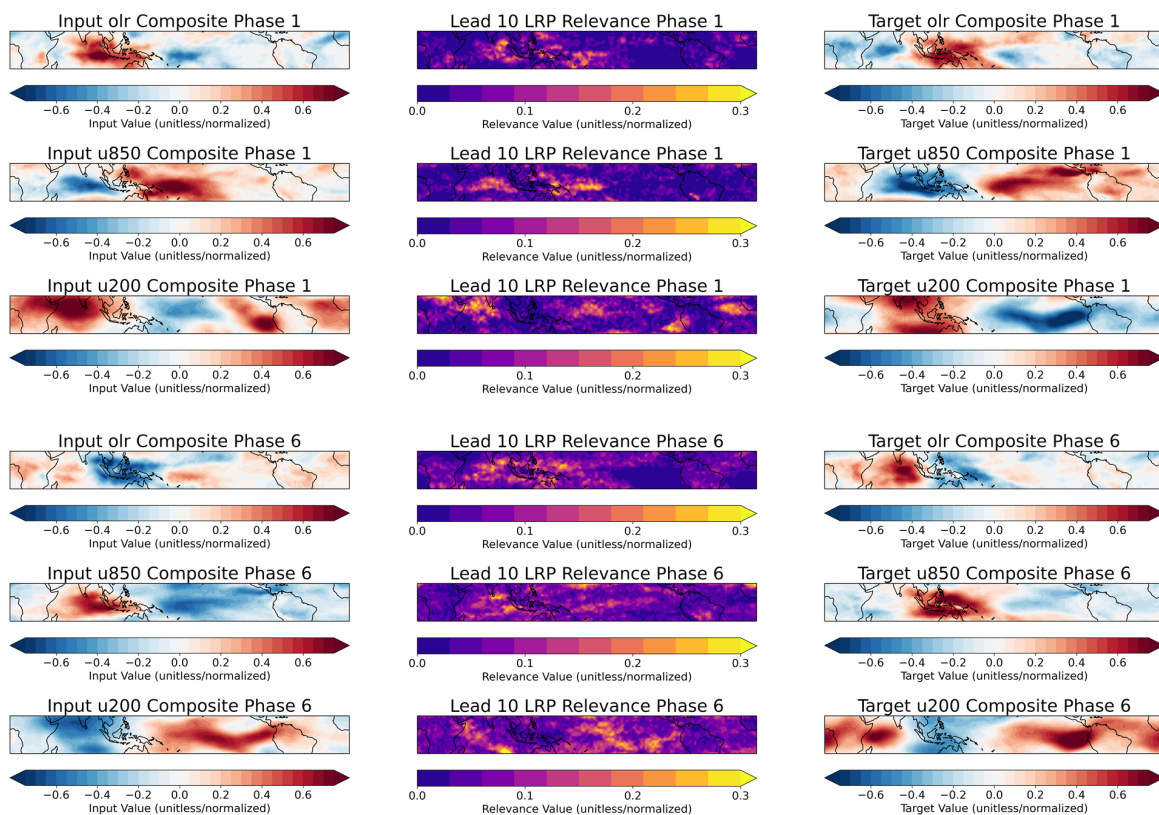 Input olr Composite Phase 1
Lead 10 LRP Relevance Phase 1
Target olr Composite Phase 1
−0.6 −0.4 −0.2 0.0 0.2 0.4 0.6
0.0 0.1 0.2 0.3
−0.6 −0.4 −0.2 0.0 0.2 0.4 0.6
Input Value (unitless/normalized)
Relevance Value (unitless/normalized)
Target Value (unitless/normalized)
Input u850 Composite Phase 1
Lead 10 LRP Relevance Phase 1
Target u850 Composite Phase 1
−0.6 −0.4 −0.2 0.0 0.2 0.4 0.6
0.0 0.1 0.2 0.3
−0.6 −0.4 −0.2 0.0 0.2 0.4 0.6
Input Value (unitless/normalized)
Relevance Value (unitless/normalized)
Target Value (unitless/normalized)
Input u200 Composite Phase 1
Lead 10 LRP Relevance Phase 1
Target u200 Composite Phase 1
−0.6 −0.4 −0.2 0.0 0.2 0.4 0.6
0.0 0.1 0.2 0.3
−0.6 −0.4 −0.2 0.0 0.2 0.4 0.6
Input Value (unitless/normalized)
Relevance Value (unitless/normalized)
Target Value (unitless/normalized)
Input olr Composite Phase 6
Lead 10 LRP Relevance Phase 6
Target olr Composite Phase 6
−0.6 −0.4 −0.2 0.0 0.2 0.4 0.6
0.0 0.1 0.2 0.3
−0.6 −0.4 −0.2 0.0 0.2 0.4 0.6
Input Value (unitless/normalized)
Relevance Value (unitless/normalized)
Target Value (unitless/normalized)
Input u850 Composite Phase 6
Lead 10 LRP Relevance Phase 6
Target u850 Composite Phase 6
−0.6 −0.4 −0.2 0.0 0.2 0.4 0.6
0.0 0.1 0.2 0.3
−0.6 −0.4 −0.2 0.0 0.2 0.4 0.6
Input Value (unitless/normalized)
Relevance Value (unitless/normalized)
Target Value (unitless/normalized)
Input u200 Composite Phase 6
Lead 10 LRP Relevance Phase 6
Target u200 Composite Phase 6
−0.6 −0.4 −0.2 0.0 0.2 0.4 0.6
0.0 0.1 0.2 0.3
−0.6 −0.4 −0.2 0.0 0.2 0.4 0.6
Input Value (unitless/normalized)
Relevance Value (unitless/normalized)
Target Value (unitless/normalized)